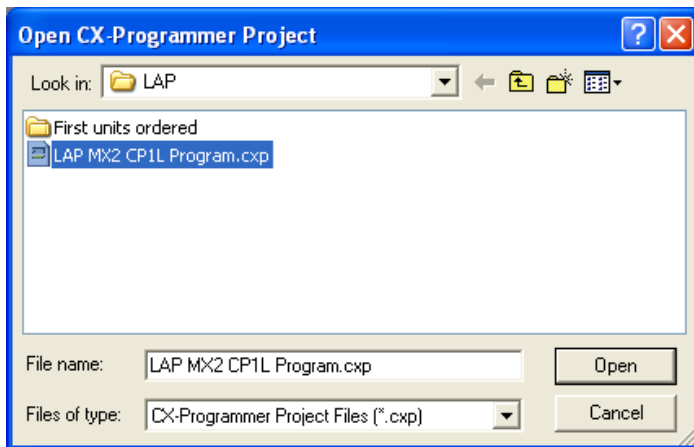 Open CX-Programmer Project
Look in: LAP
First units ordered
LAP MX2 CP1L Program.cxp
File name: LAP MX2 CP1L Program.cxp Open
Files of type: CX-Programmer Project Files (*.cxp) Cancel